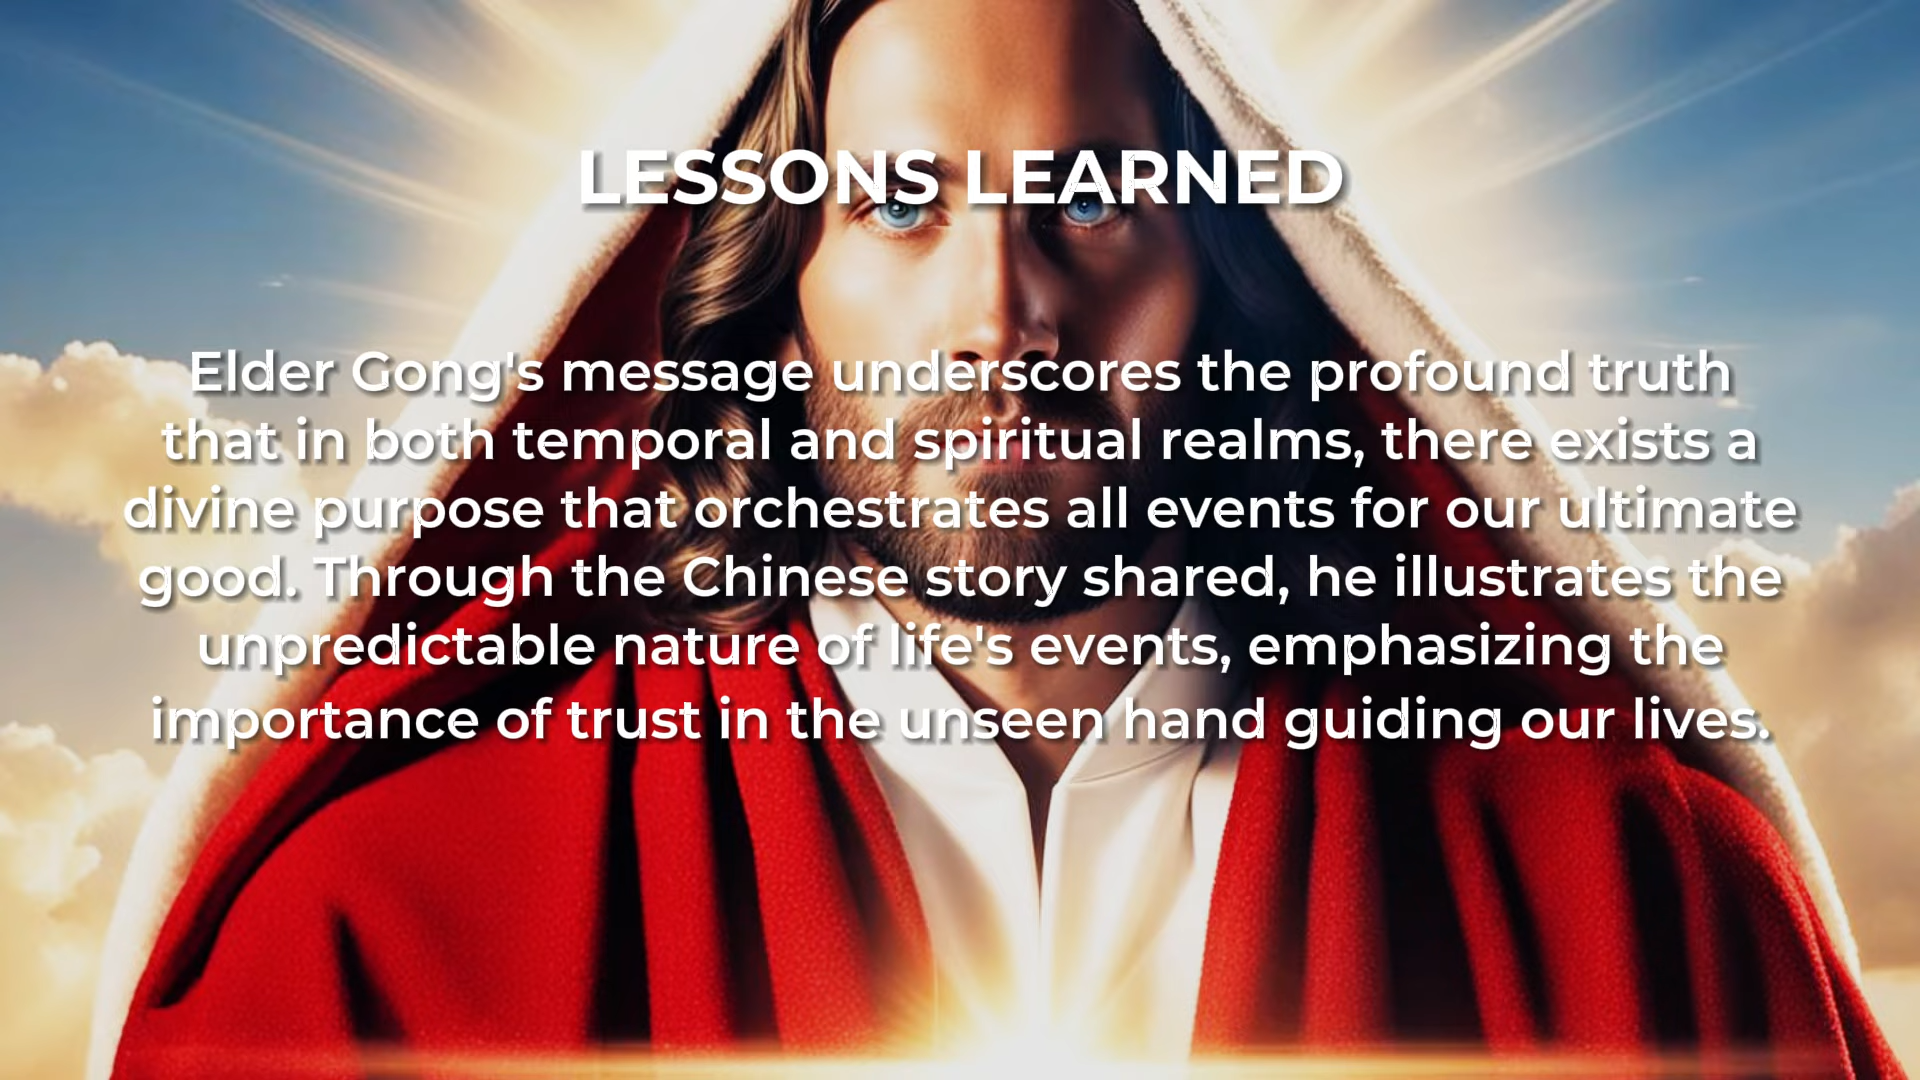 LESSONS LEARNED
Elder Gong's message underscores the profound truth
that in both temporal and spiritual realms, there exists a
divine purpose that orchestrates all events for our ultimate
good. Through the Chinese story shared, he illustrates the
unpredictable nature of life's events, emphasizing the
importance of trust in the unseen hand guiding our lives.